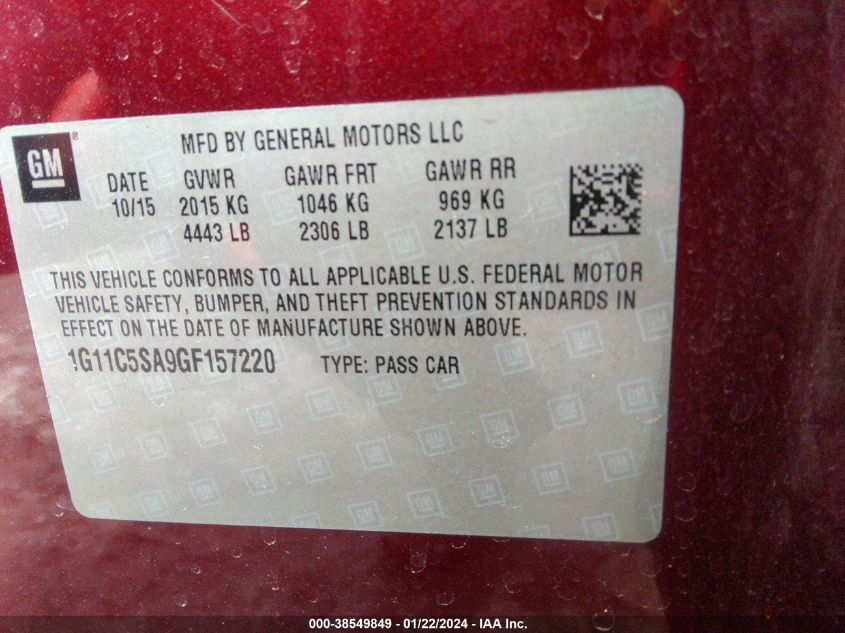 GM ®
MFD BY GENERAL MOTORS LLC
DATE GVWR GAWR FRT GAWR RR
10/15 2015 KG 1046 KG 969 KG
4443 LB 2306 LB 2137 LB
THIS VEHICLE CONFORMS TO ALL APPLICABLE U.S. FEDERAL MOTOR
VEHICLE SAFETY, BUMPER, AND THEFT PREVENTION STANDARDS IN
EFFECT ON THE DATE OF MANUFACTURE SHOWN ABOVE.
1G11C5SA9GF157220 TYPE: PASS CAR
000-38549849 - 01/22/2024 - IAA Inc.